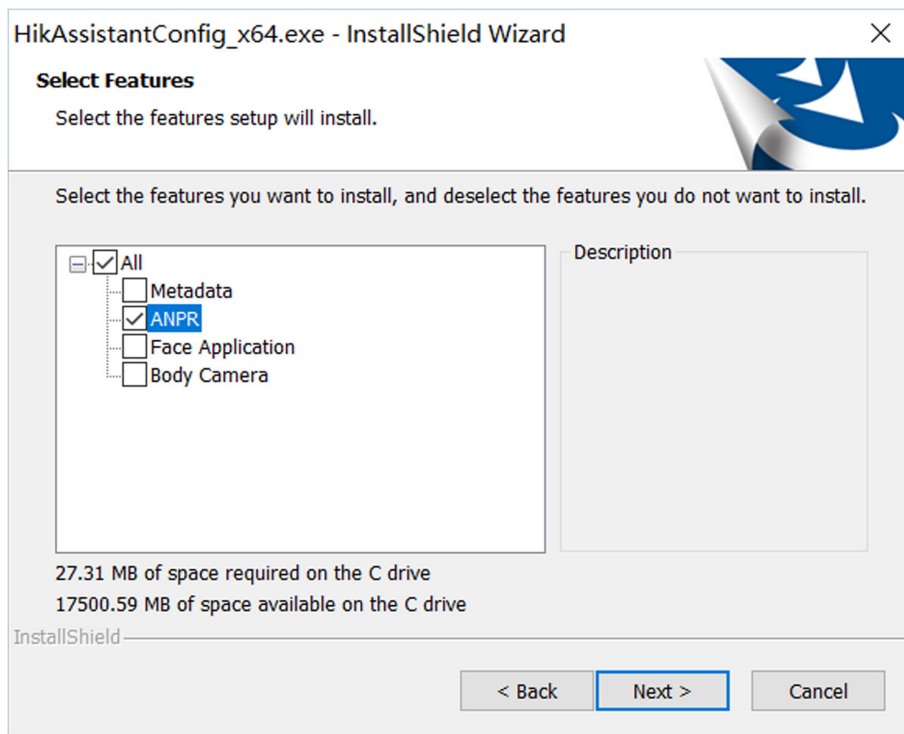 HikAssistantConfig_x64.exe - InstallShield Wizard
Select Features
Select the features setup will install.
Select the features you want to install, and deselect the features you do not want to install.
All
Metadata
ANPR
Face Application
Body Camera
Description
27.31 MB of space required on the C drive
17500.59 MB of space available on the C drive
InstallShield
< Back
Next >
Cancel